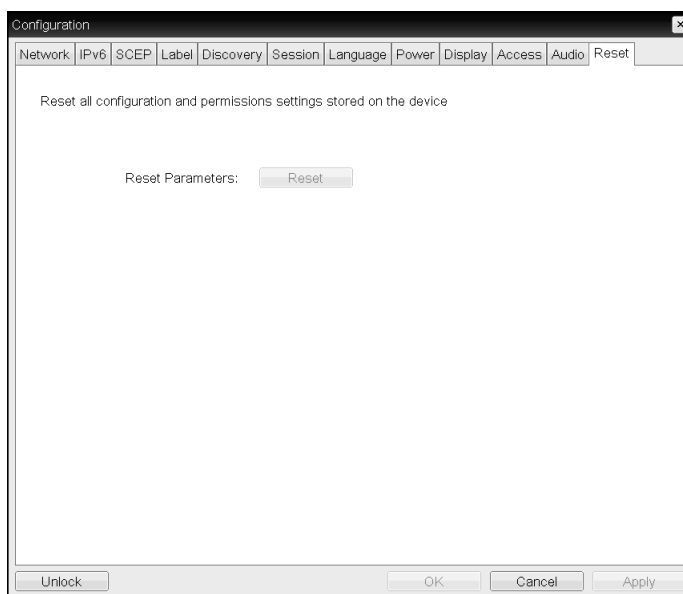 Configuration
Network IPv6 SCEP Label Discovery Session Language Power Display Access Audio Reset
Reset all configuration and permissions settings stored on the device
Reset Parameters: Reset
Unlock OK Cancel Apply